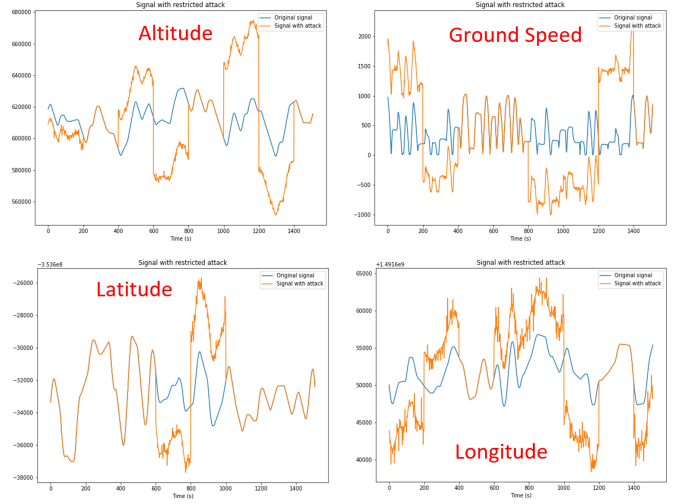 Signal with restricted attack
Altitude
Original signal
Signal with attack
680000
660000
640000
620000
600000
580000
560000
0 200 400 600 800 1000 1200 1400
Time (s)
Signal with restricted attack
Ground Speed
Original signal
Signal with attack
2000
1500
1000
500
0
−500
−1000
0 200 400 600 800 1000 1200 1400
Time (s)
−3.536e8
Signal with restricted attack
Latitude
Original signal
Signal with attack
−26000
−28000
−30000
−32000
−34000
−36000
−38000
0 200 400 600 800 1000 1200 1400
Time (s)
+1.4916e9
Signal with restricted attack
Original signal
Signal with attack
65000
60000
55000
50000
45000
40000
Longitude
0 200 400 600 800 1000 1200 1400
Time (s)